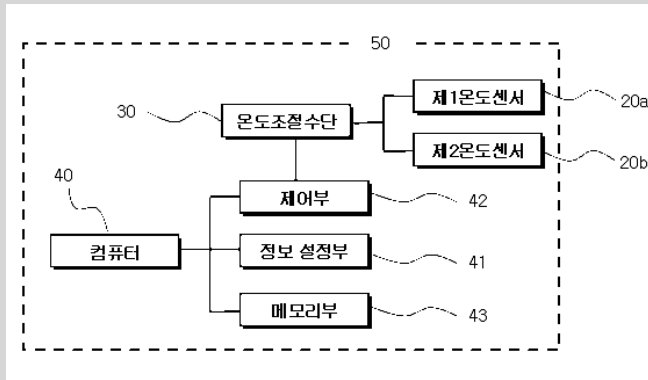 50
제1온도센서
20a
30
온도조절수단
제2온도센서
20b
40
제어부
42
컴퓨터
정보 설정부
41
메모리부
43